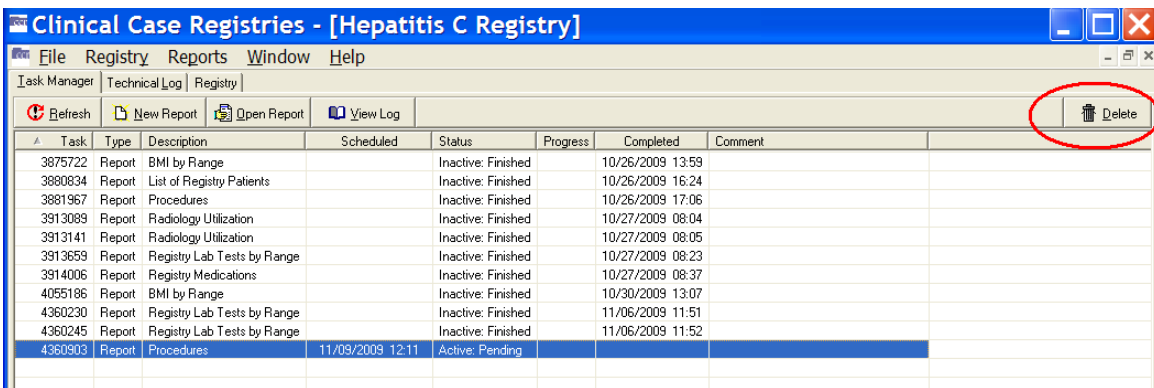 Clinical Case Registries - [Hepatitis C Registry]
File Registry Reports Window Help
Task Manager Technical Log Registry
Refresh New Report Open Report View Log Delete
Task Type Description Scheduled Status Progress Completed Comment
3875722 Report BMI by Range Inactive: Finished 10/26/2009 13:59
3880834 Report List of Registry Patients Inactive: Finished 10/26/2009 16:24
3881967 Report Procedures Inactive: Finished 10/26/2009 17:06
3913089 Report Radiology Utilization Inactive: Finished 10/27/2009 08:04
3913141 Report Radiology Utilization Inactive: Finished 10/27/2009 08:05
3913659 Report Registry Lab Tests by Range Inactive: Finished 10/27/2009 08:23
3914006 Report Registry Medications Inactive: Finished 10/27/2009 08:37
4055186 Report BMI by Range Inactive: Finished 10/30/2009 13:07
4360230 Report Registry Lab Tests by Range Inactive: Finished 11/06/2009 11:51
4360245 Report Registry Lab Tests by Range Inactive: Finished 11/06/2009 11:52
4360903 Report Procedures 11/09/2009 12:11 Active: Pending